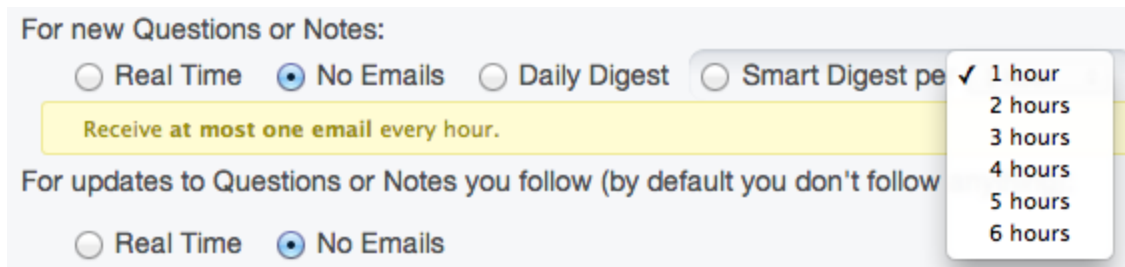 For new Questions or Notes:
Real Time No Emails Daily Digest Smart Digest pe ✓ 1 hour
2 hours
Receive at most one email every hour.
3 hours
4 hours
For updates to Questions or Notes you follow (by default you don't follow
5 hours
Real Time No Emails
6 hours